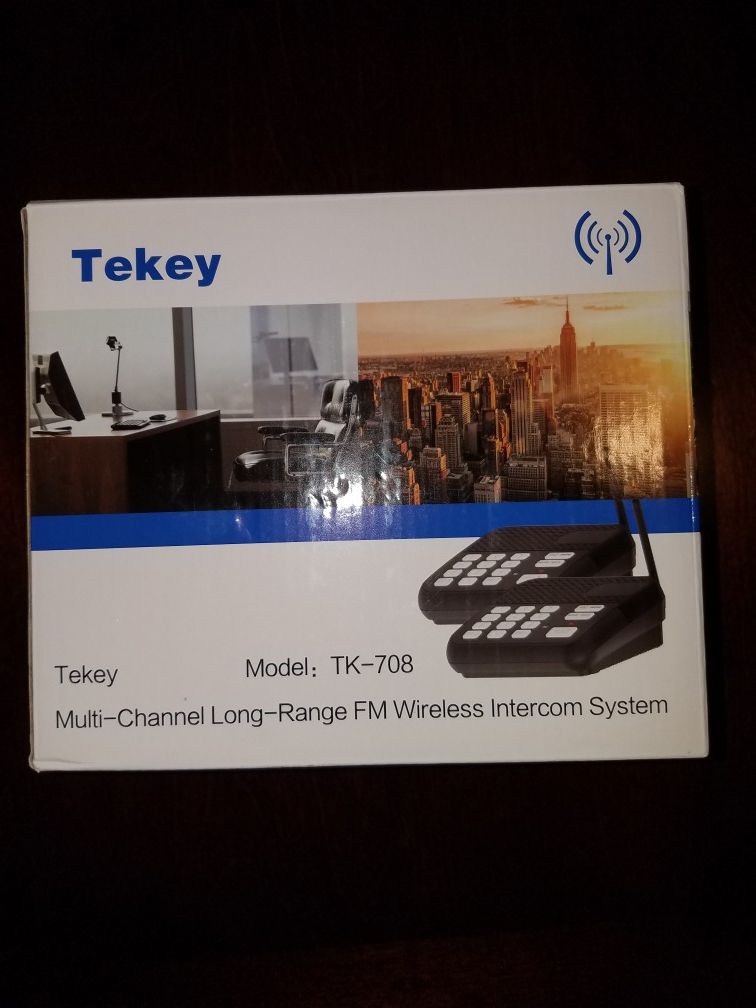 Tekey
Tekey Model: TK-708
Multi-Channel Long-Range FM Wireless Intercom System